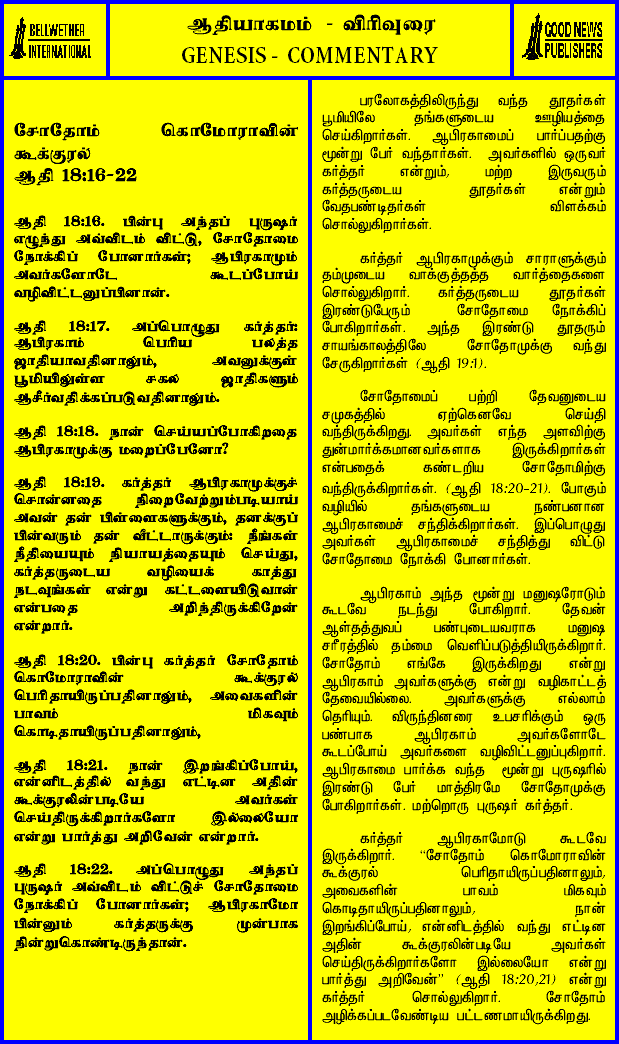 BELLWETHER
INTERNATIONAL
ஆதியாகமம் - விரிவுரை
GENESIS - COMMENTARY
GOOD NEWS
PUBLISHERS
சோதோம் கொமோராவின்
கூக்குரல்
ஆதி 18:16-22
ஆதி 18:16. பின்பு அந்தப் புருஷர்
எழுந்து அவ்விடம் விட்டு, சோதோமை
நோக்கிப் போனார்கள்; ஆபிரகாமும்
அவர்களோடே கூடப்போய்
வழிவிட்டனுப்பினான்.
ஆதி 18:17. அப்பொழுது கர்த்தர்:
ஆபிரகாம் பெரிய பலத்த
ஜாதியாவதினாலும், அவனுக்குள்
பூமியிலுள்ள சகல ஜாதிகளும்
ஆசீர்வதிக்கப்படுவதினாலும்.
ஆதி 18:18. நான் செய்யப்போகிறதை
ஆபிரகாமுக்கு மறைப்பேனோ?
ஆதி 18:19. கர்த்தர் ஆபிரகாமுக்குச்
சொன்னதை நிறைவேற்றும்படியாய்
அவன் தன் பிள்ளைகளுக்கும், தனக்குப்
பின்வரும் தன் வீட்டாருக்கும்: நீங்கள்
நீதியையும் நியாயத்தையும் செய்து,
கர்த்தருடைய வழியைக் காத்து
நடவுங்கள் என்று கட்டளையிடுவான்
என்பதை அறிந்திருக்கிறேன்
என்றார்.
ஆதி 18:20. பின்பு கர்த்தர் சோதோம்
கொமோராவின் கூக்குரல்
பெரிதாயிருப்பதினாலும், அவைகளின்
பாவம் மிகவும்
கொடிதாயிருப்பதினாலும்,
ஆதி 18:21. நான் இறங்கிப்போய்,
என்னிடத்தில் வந்து எட்டின அதின்
கூக்குரலின்படியே அவர்கள்
செய்திருக்கிறார்களோ இல்லையோ
என்று பார்த்து அறிவேன் என்றார்.
ஆதி 18:22. அப்பொழுது அந்தப்
புருஷர் அவ்விடம் விட்டுச் சோதோமை
நோக்கிப் போனார்கள்; ஆபிரகாமோ
பின்னும் கர்த்தருக்கு முன்பாக
நின்றுகொண்டிருந்தான்.
பரலோகத்திலிருந்து வந்த தூதர்கள்
பூமியிலே தங்களுடைய ஊழியத்தை
செய்கிறார்கள். ஆபிரகாமைப் பார்ப்பதற்கு
மூன்று பேர் வந்தார்கள். அவர்களில் ஒருவர்
கர்த்தர் என்றும், மற்ற இருவரும்
கர்த்தருடைய தூதர்கள் என்றும்
வேதபண்டிதர்கள் விளக்கம்
சொல்லுகிறார்கள்.
கர்த்தர் ஆபிரகாமுக்கும் சாராளுக்கும்
தம்முடைய வாக்குத்தத்த வார்த்தைகளை
சொல்லுகிறார். கர்த்தருடைய தூதர்கள்
இரண்டுபேரும் சோதோமை நோக்கிப்
போகிறார்கள். அந்த இரண்டு தூதரும்
சாயங்காலத்திலே சோதோமுக்கு வந்து
சேருகிறார்கள் (ஆதி 19:1).
சோதோமைப் பற்றி தேவனுடைய
சமுகத்தில் ஏற்கெனவே செய்தி
வந்திருக்கிறது. அவர்கள் எந்த அளவிற்கு
துன்மார்க்கமானவர்களாக இருக்கிறார்கள்
என்பதைக் கண்டறிய சோதோமிற்கு
வந்திருக்கிறார்கள். (ஆதி 18:20-21). போகும்
வழியில் தங்களுடைய நண்பனான
ஆபிரகாமைச் சந்திக்கிறார்கள். இப்பொழுது
அவர்கள் ஆபிரகாமைச் சந்தித்து விட்டு
சோதோமை நோக்கி போனார்கள்.
ஆபிரகாம் அந்த மூன்று மனுஷரோடும்
கூடவே நடந்து போகிறார். தேவன்
ஆள்தத்துவப் பண்புடையவராக மனுஷ
சரீரத்தில் தம்மை வெளிப்படுத்தியிருக்கிறார்.
சோதோம் எங்கே இருக்கிறது என்று
ஆபிரகாம் அவர்களுக்கு என்று வழிகாட்டத்
தேவையில்லை. அவர்களுக்கு எல்லாம்
தெரியும். விருந்தினரை உபசரிக்கும் ஒரு
பண்பாக ஆபிரகாம் அவர்களோடே
கூடப்போய் அவர்களை வழிவிட்டனுப்புகிறார்.
ஆபிரகாமை பார்க்க வந்த மூன்று புருஷரில்
இரண்டு பேர் மாத்திரமே சோதோமுக்கு
போகிறார்கள். மற்றொரு புருஷர் கர்த்தர்.
கர்த்தர் ஆபிரகாமோடு கூடவே
இருக்கிறார். “சோதோம் கொமோராவின்
கூக்குரல் பெரிதாயிருப்பதினாலும்,
அவைகளின் பாவம் மிகவும்
கொடிதாயிருப்பதினாலும், நான்
இறங்கிப்போய், என்னிடத்தில் வந்து எட்டின
அதின் கூக்குரலின்படியே அவர்கள்
செய்திருக்கிறார்களோ இல்லையோ என்று
பார்த்து அறிவேன்” (ஆதி 18:20,21) என்று
கர்த்தர் சொல்லுகிறார். சோதோம்
அழிக்கப்படவேண்டிய பட்டணமாயிருக்கிறது.